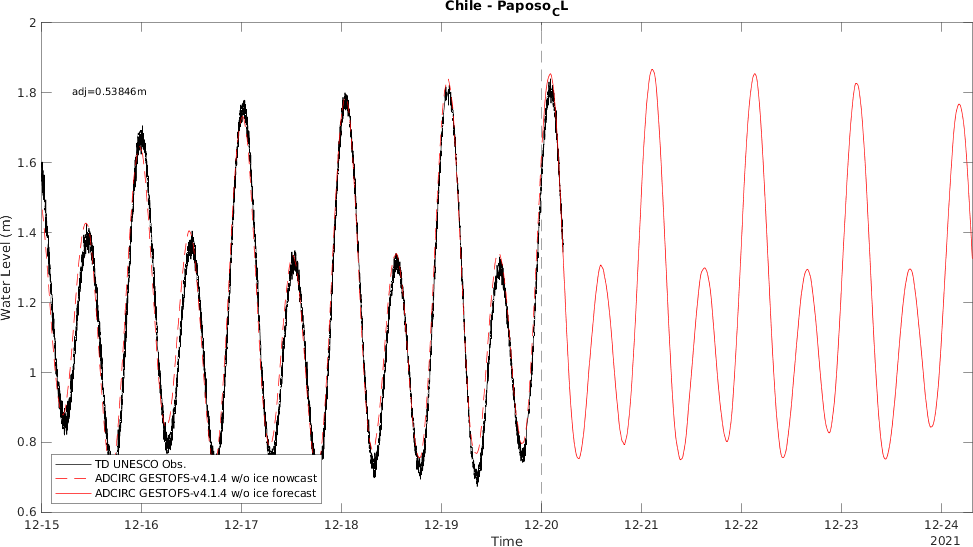 Chile - Paposo_CL
2
1.8
1.6
1.4
1.2
1
0.8
0.6
Water Level (m)
adj=0.53846m
TD UNESCO Obs.
ADCIRC GESTOFS-v4.1.4 w/o ice nowcast
ADCIRC GESTOFS-v4.1.4 w/o ice forecast
12-15 12-16 12-17 12-18 12-19 12-20 12-21 12-22 12-23 12-24
Time
2021